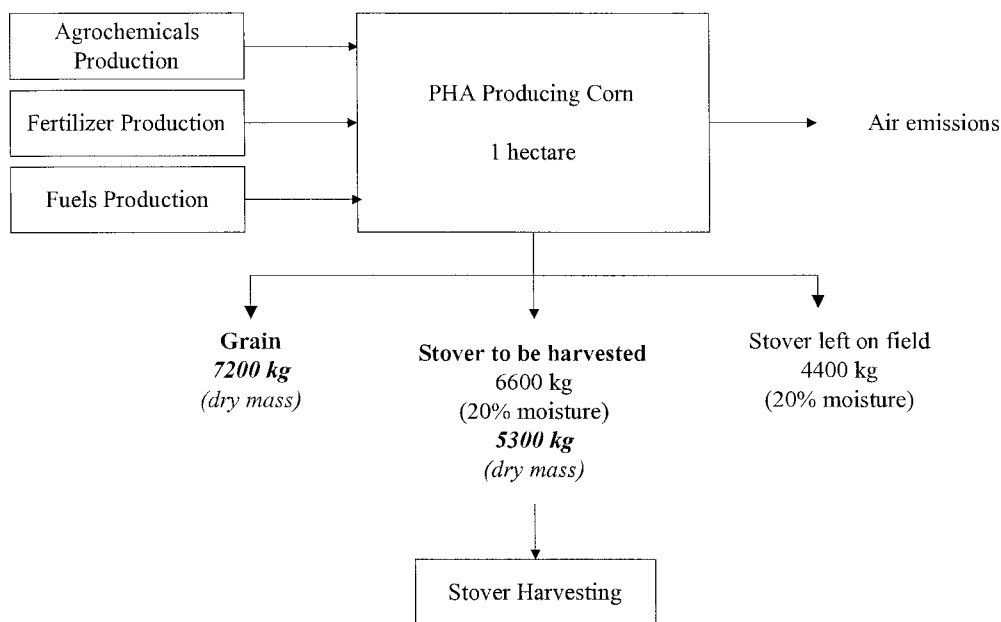 Agrochemicals
Production
Fertilizer Production
Fuels Production
PHA Producing Corn
1 hectare
Air emissions
Grain
7200 kg
(dry mass)
Stover to be harvested
6600 kg
(20% moisture)
5300 kg
(dry mass)
Stover left on field
4400 kg
(20% moisture)
Stover Harvesting